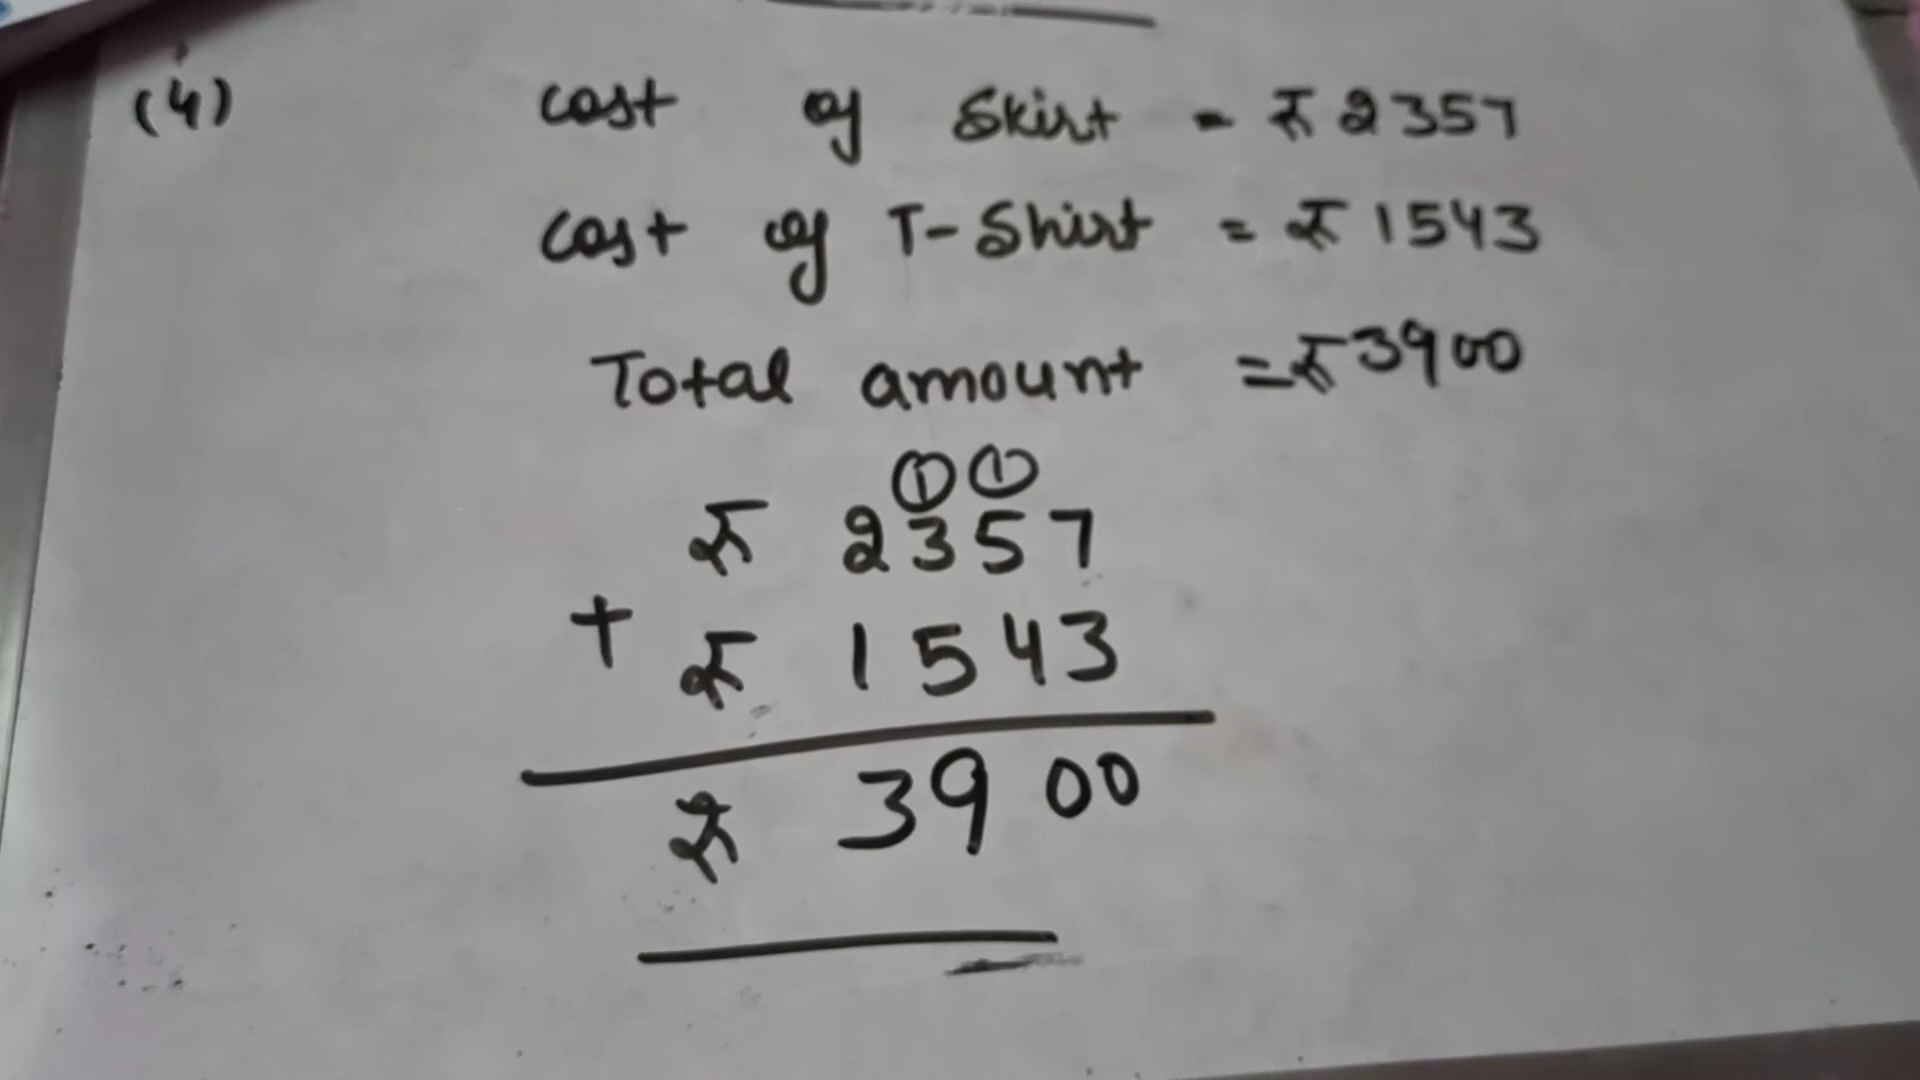 (4) cost of Skirt = ₹ 2357
cost of T-Shirt = ₹ 1543
Total amount = ₹ 3900
1 1
₹ 2357
+ ₹ 1543
₹ 3900